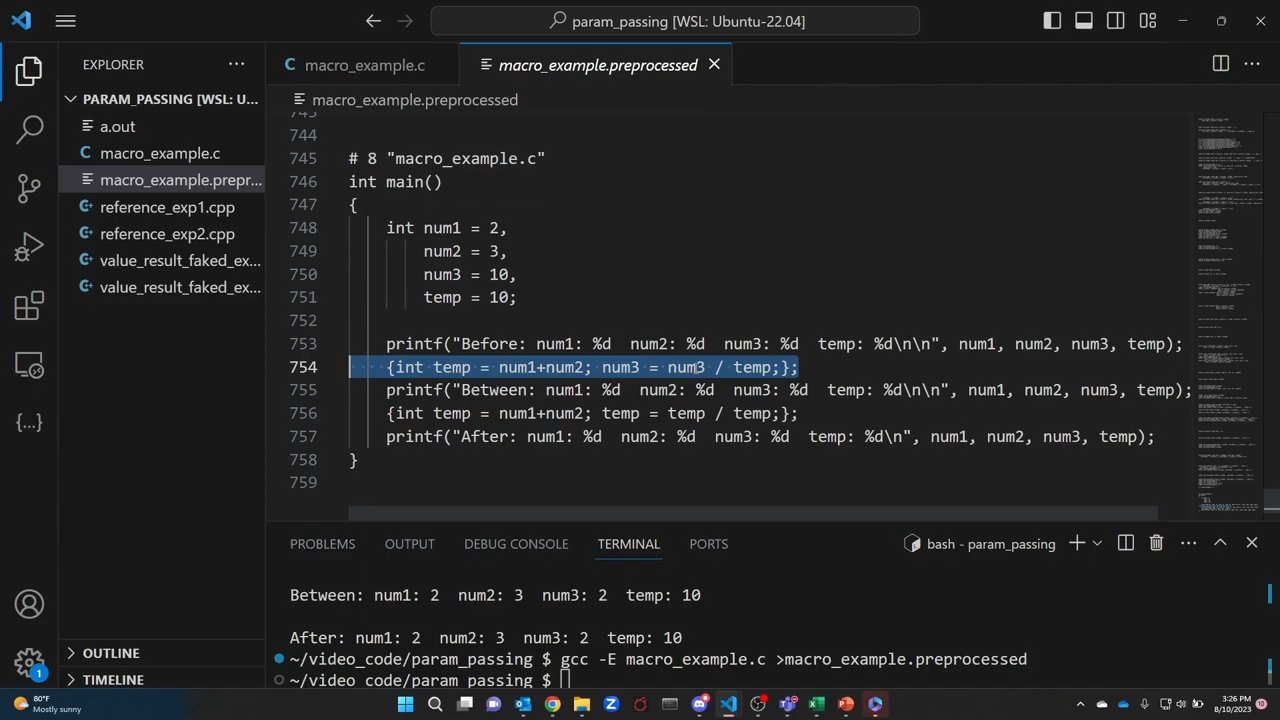 param_passing [WSL: Ubuntu-22.04]
EXPLORER
PARAM_PASSING [WSL: U...
a.out
macro_example.c
macro_example.prepr...
reference_exp1.cpp
reference_exp2.cpp
value_result_faked_ex...
value_result_faked_ex...
OUTLINE
TIMELINE
C macro_example.c
macro_example.preprocessed
macro_example.preprocessed
744
745 # 8 "macro_example.c"
746 int main()
747 {
748 int num1 = 2,
749 num2 = 3,
750 num3 = 10,
751 temp = 10;
752
753 printf("Before: num1: %d  num2: %d  num3: %d  temp: %d\n\n", num1, num2, num3, temp);
754 {int temp = num1+num2; num3 = num3 / temp;};
755 printf("Between: num1: %d  num2: %d  num3: %d  temp: %d\n\n", num1, num2, num3, temp);
756 {int temp = num1+num2; temp = temp / temp;};
757 printf("After: num1: %d  num2: %d  num3: %d  temp: %d\n", num1, num2, num3, temp);
758 }
759
PROBLEMS OUTPUT DEBUG CONSOLE TERMINAL PORTS
bash - param_passing
Between: num1: 2  num2: 3  num3: 2  temp: 10
After: num1: 2  num2: 3  num3: 2  temp: 10
~/video_code/param_passing $ gcc -E macro_example.c >macro_example.preprocessed
~/video_code/param_passing $
1
80°F
Mostly sunny
3:26 PM
8/10/2023